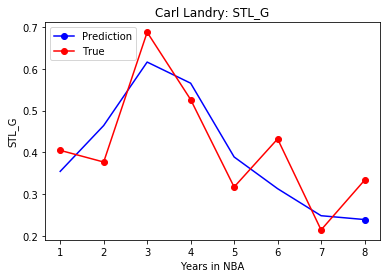 Carl Landry: STL_G
Prediction
True
0.7
0.6
0.5
0.4
0.3
0.2
STL_G
1 2 3 4 5 6 7 8
Years in NBA